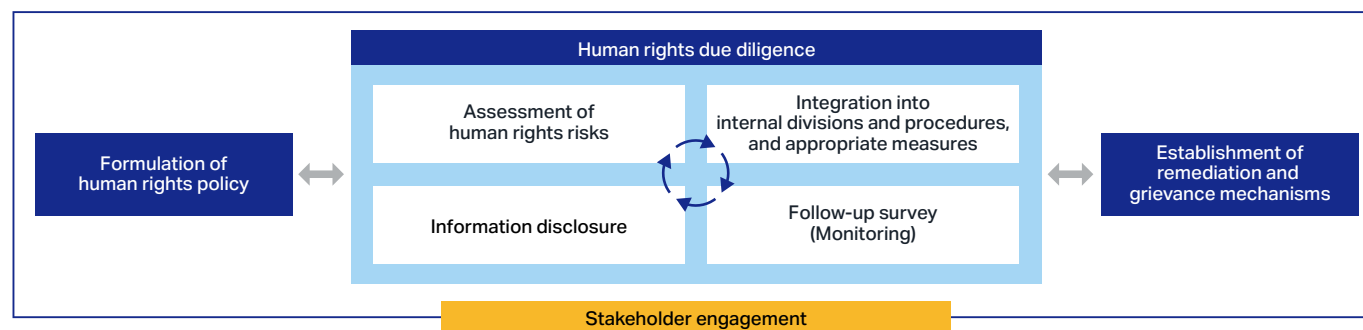 Human rights due diligence
Formulation of
human rights policy
Assessment of
human rights risks
Integration into
internal divisions and procedures,
and appropriate measures
Information disclosure
Follow-up survey
(Monitoring)
Establishment of
remediation and
grievance mechanisms
Stakeholder engagement